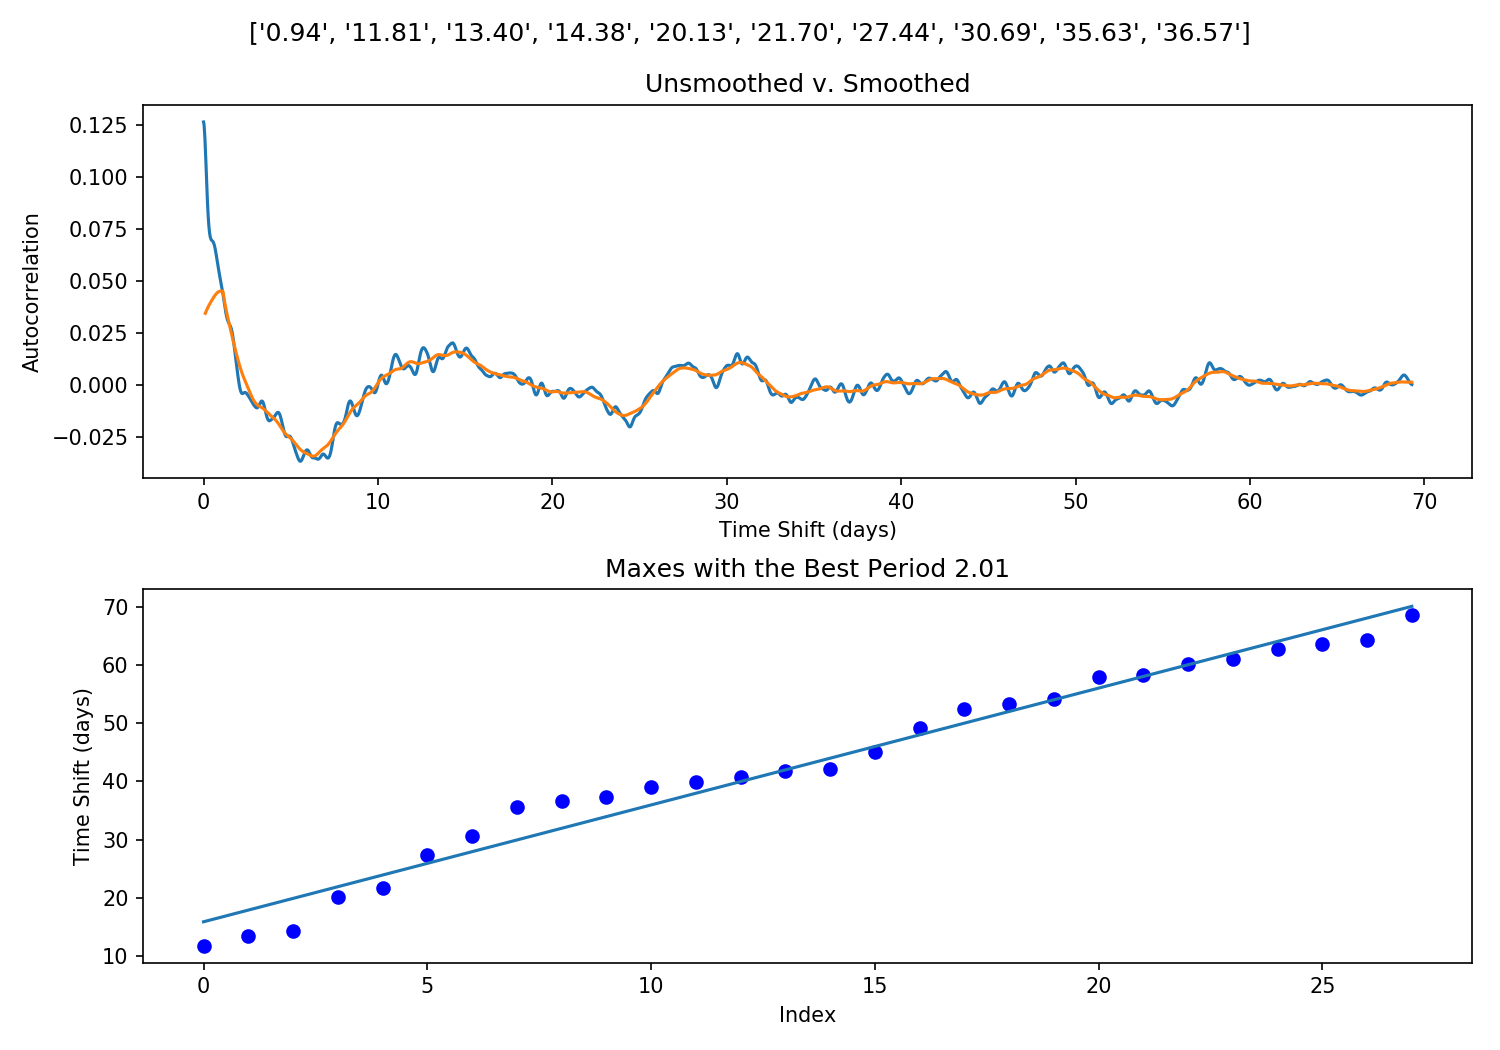 ['0.94', '11.81', '13.40', '14.38', '20.13', '21.70', '27.44', '30.69', '35.63', '36.57']
Unsmoothed v. Smoothed
Autocorrelation
0.125
0.100
0.075
0.050
0.025
0.000
−0.025
0 10 20 30 40 50 60 70
Time Shift (days)
Maxes with the Best Period 2.01
Time Shift (days)
70
60
50
40
30
20
10
0 5 10 15 20 25
Index